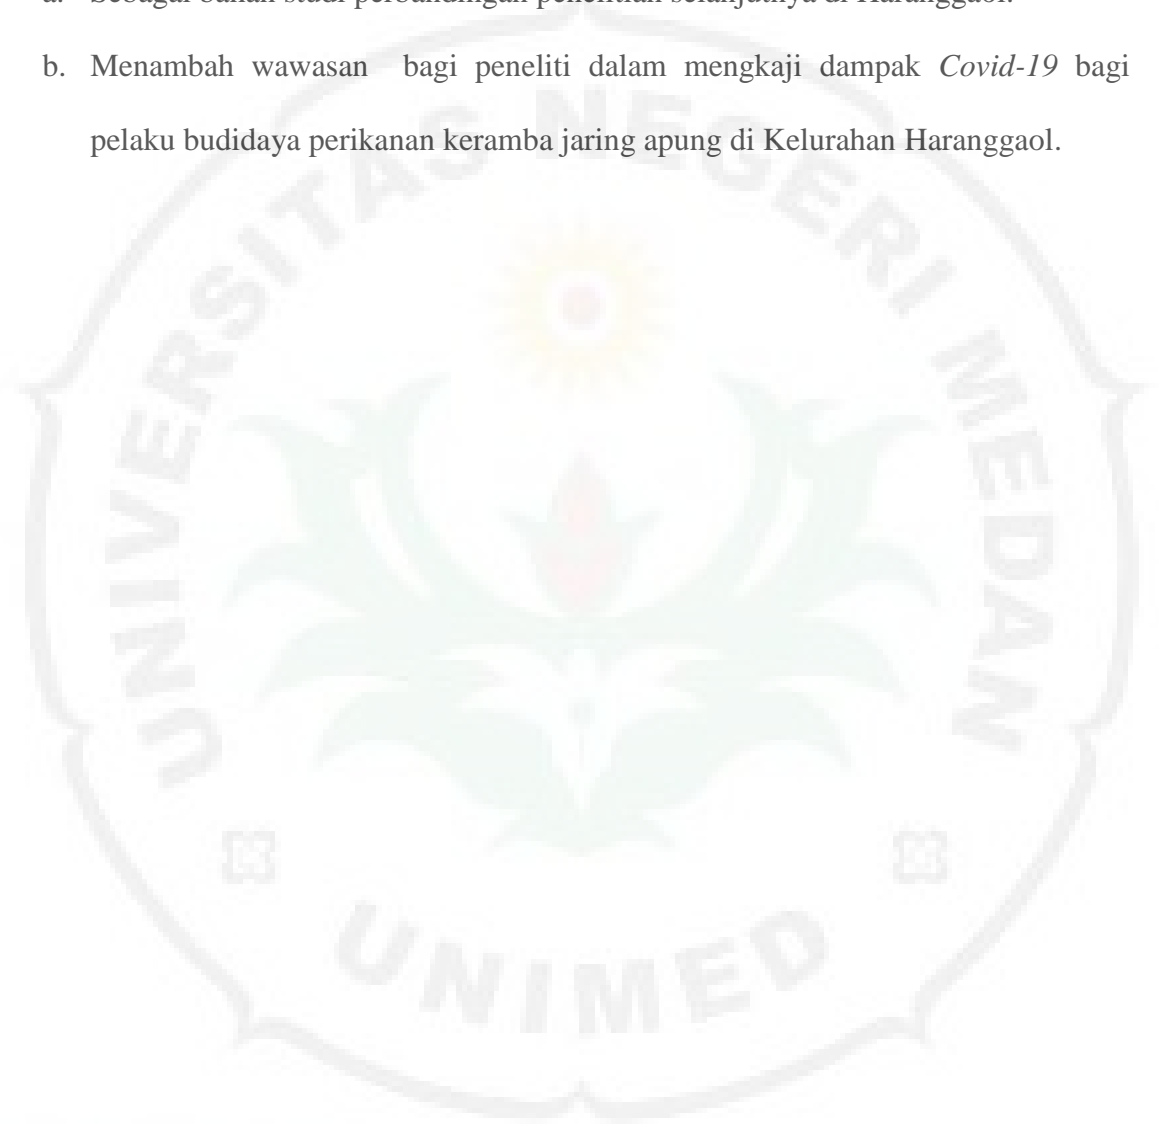 a. Sebagai bahan studi perbandingan penelitian selanjutnya di Haranggaol.
b. Menambah wawasan bagi peneliti dalam mengkaji dampak Covid-19 bagi
pelaku budidaya perikanan keramba jaring apung di Kelurahan Haranggaol.
UNIVERSITAS NEGERI MEDAN
UNIMED